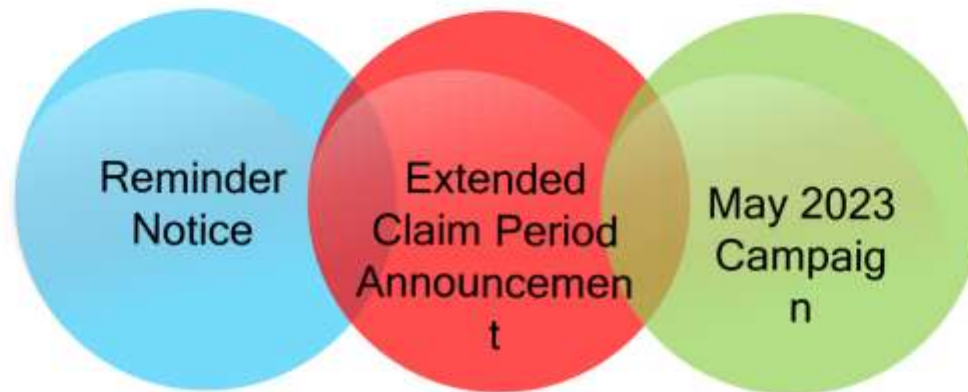 Reminder
Notice
Extended
Claim Period
Announcemen
t
May 2023
Campaig
n